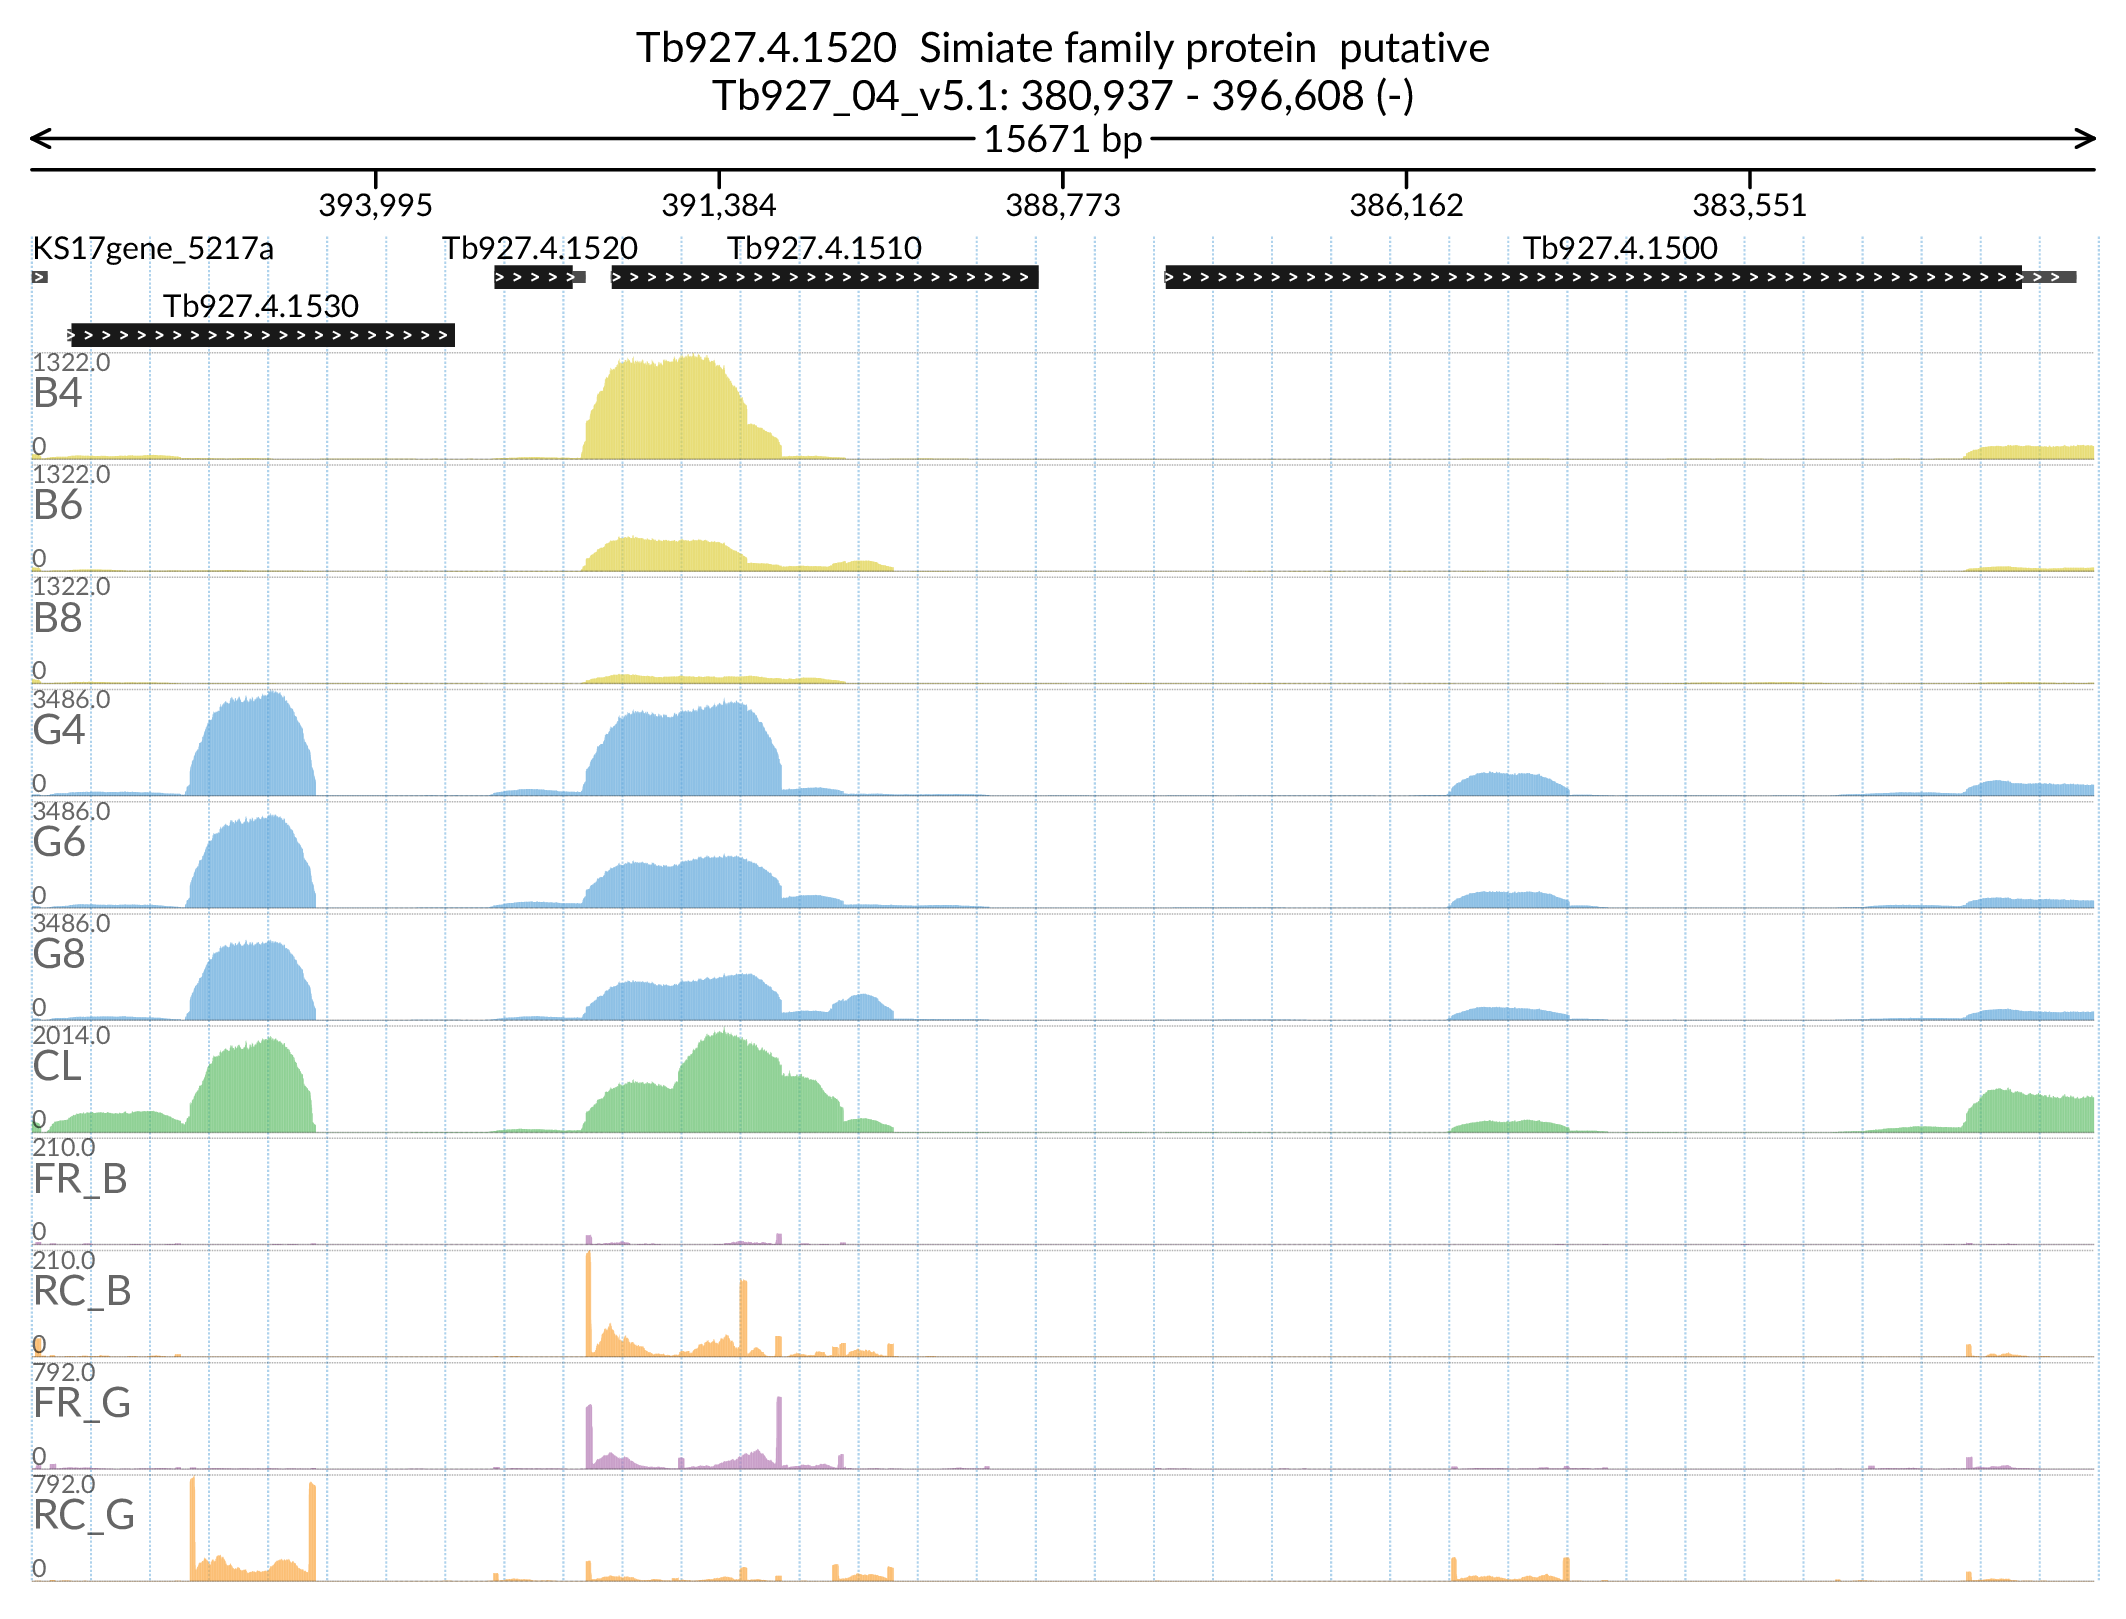 Tb927.4.1520  Simiate family protein  putative
Tb927_04_v5.1: 380,937 - 396,608 (-)
15671 bp
393,995 391,384 388,773 386,162 383,551
KS17gene_5217a Tb927.4.1520 Tb927.4.1510 Tb927.4.1500
Tb927.4.1530
1322.0
B4
0
1322.0
B6
0
1322.0
B8
0
3486.0
G4
0
3486.0
G6
0
3486.0
G8
0
2014.0
CL
0
210.0
FR_B
0
210.0
RC_B
0
792.0
FR_G
0
792.0
RC_G
0